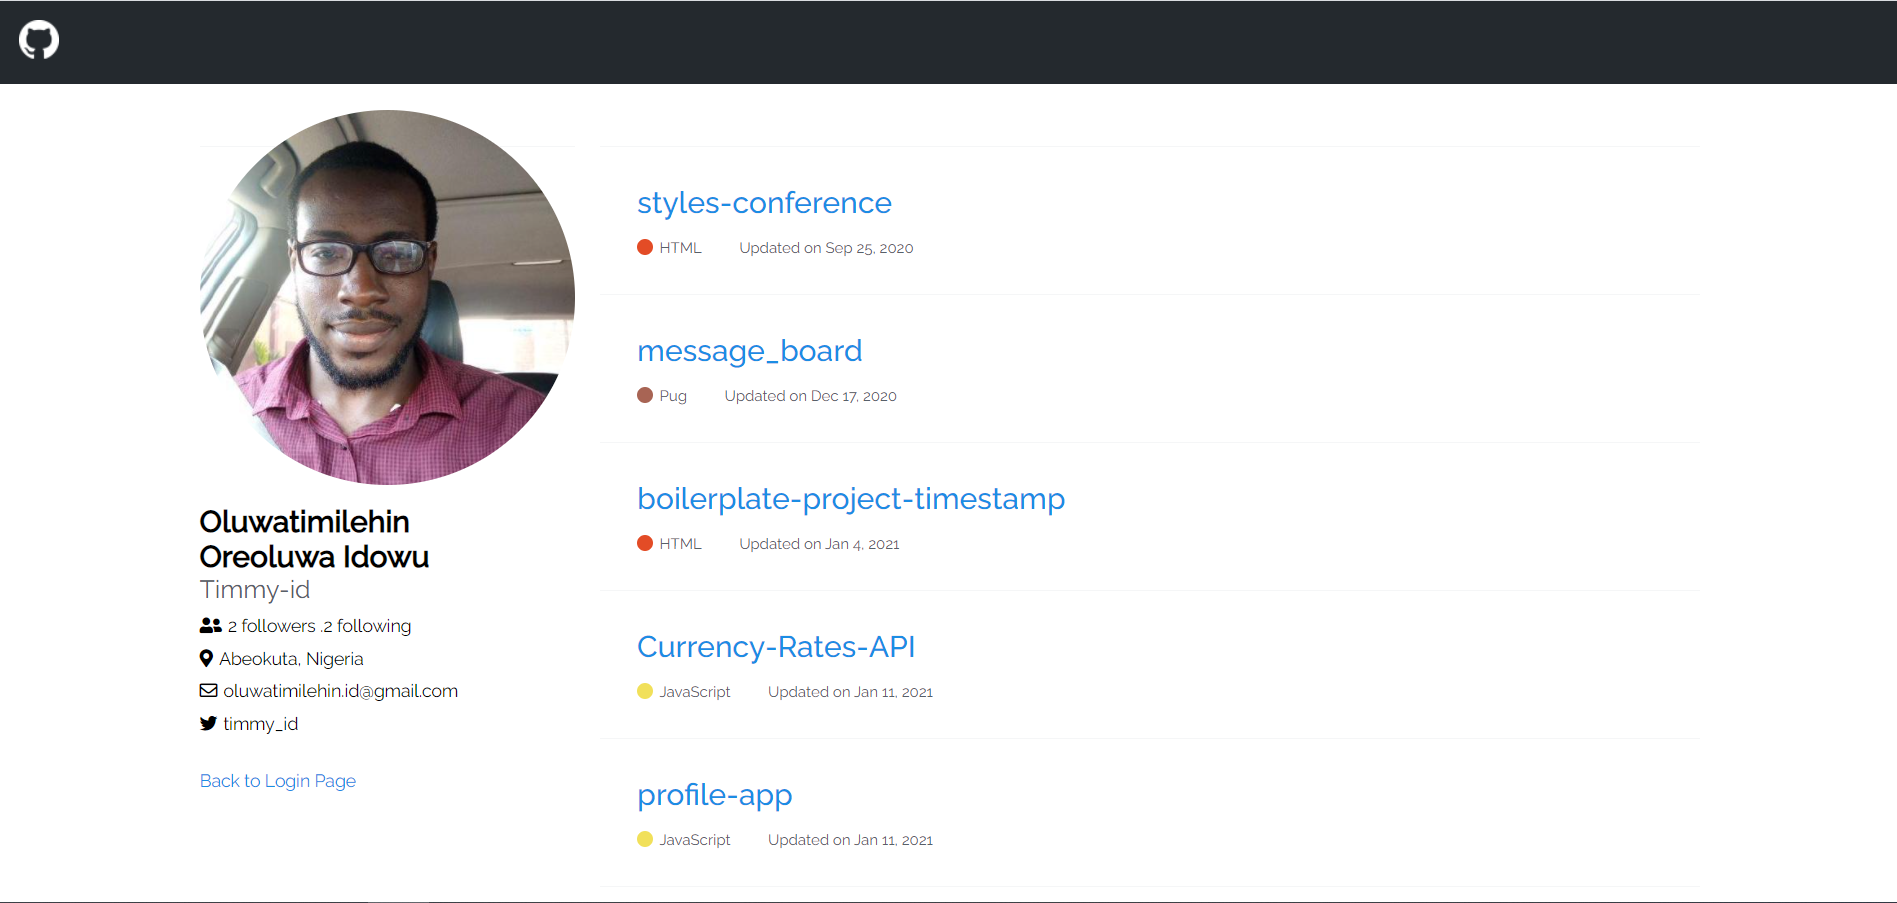 Oluwatimilehin
Oreoluwa Idowu
Timmy-id
2 followers .2 following
Abeokuta, Nigeria
oluwatimilehin.id@gmail.com
timmy_id
Back to Login Page
styles-conference
HTML Updated on Sep 25, 2020
message_board
Pug Updated on Dec 17, 2020
boilerplate-project-timestamp
HTML Updated on Jan 4, 2021
Currency-Rates-API
JavaScript Updated on Jan 11, 2021
profile-app
JavaScript Updated on Jan 11, 2021